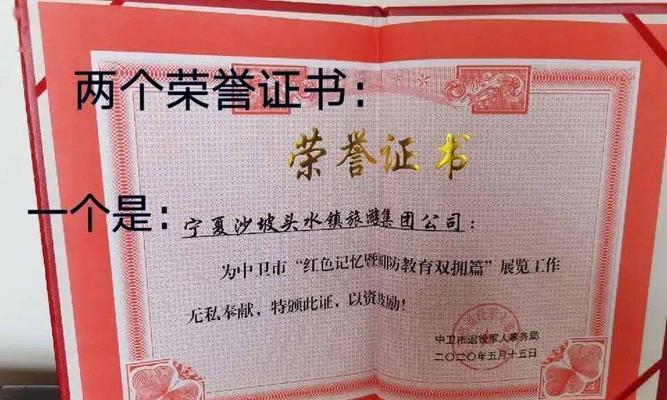 两个荣誉证书：
荣誉证书
一个是：
宁夏沙坡头水镇旅游集团公司：
为中卫市“红色记忆暨国防教育双拥篇”展览工作
无私奉献，特颁此证，以资鼓励！
中卫市退役军人事务局
二〇二〇年五月十五日